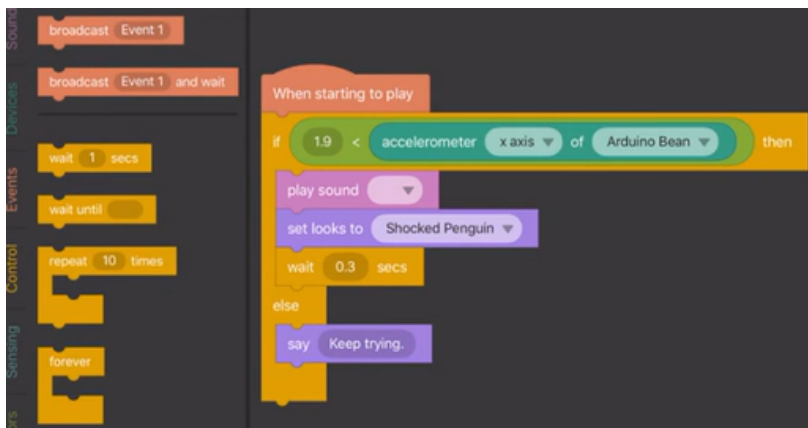 Sound
Devices
Events
Control
Sensing
broadcast Event 1
broadcast Event 1 and wait
wait 1 secs
wait until
repeat 10 times
forever
When starting to play
if 1.9 < accelerometer x axis of Arduino Bean then
play sound
set looks to Shocked Penguin
wait 0.3 secs
else
say Keep trying.